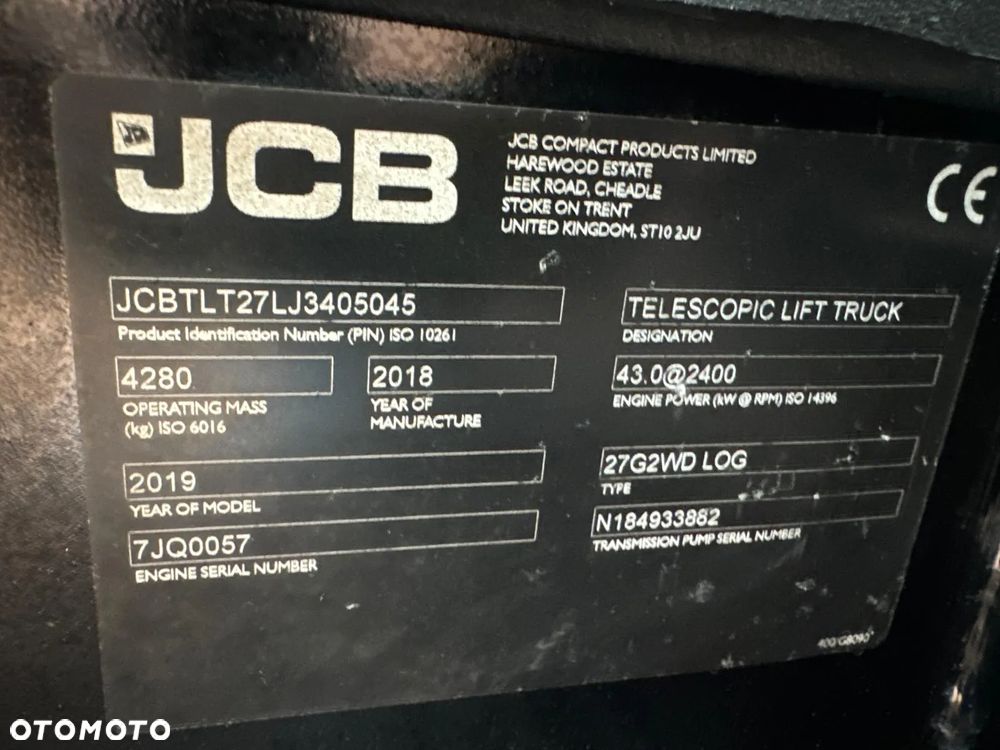 JCB
JCB COMPACT PRODUCTS LIMITED
HAREWOOD ESTATE
LEEK ROAD, CHEADLE
STOKE ON TRENT
UNITED KINGDOM, ST10 2JU
CE
JCBTLT27LJ3405045
Product Identification Number (PIN) ISO 10261
TELESCOPIC LIFT TRUCK
DESIGNATION
4280
OPERATING MASS
(kg) ISO 6016
2018
YEAR OF
MANUFACTURE
43.0@2400
ENGINE POWER (kW @ RPM) ISO 14396
2019
YEAR OF MODEL
27G2WD LOG
TYPE
7JQ0057
ENGINE SERIAL NUMBER
N184933882
TRANSMISSION PUMP SERIAL NUMBER
OTOMOTO